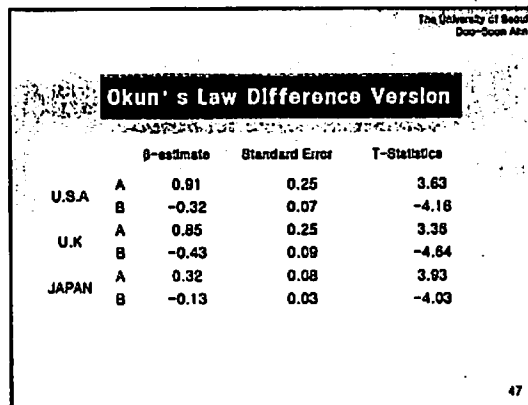 The University of Seoul
Doo-Soon Ahn
Okun's Law Difference Version
β-estimate Standard Error T-Statistics
U.S.A A 0.91 0.25 3.63
B -0.32 0.07 -4.16
U.K A 0.85 0.25 3.36
B -0.43 0.09 -4.64
JAPAN A 0.32 0.08 3.93
B -0.13 0.03 -4.03
47